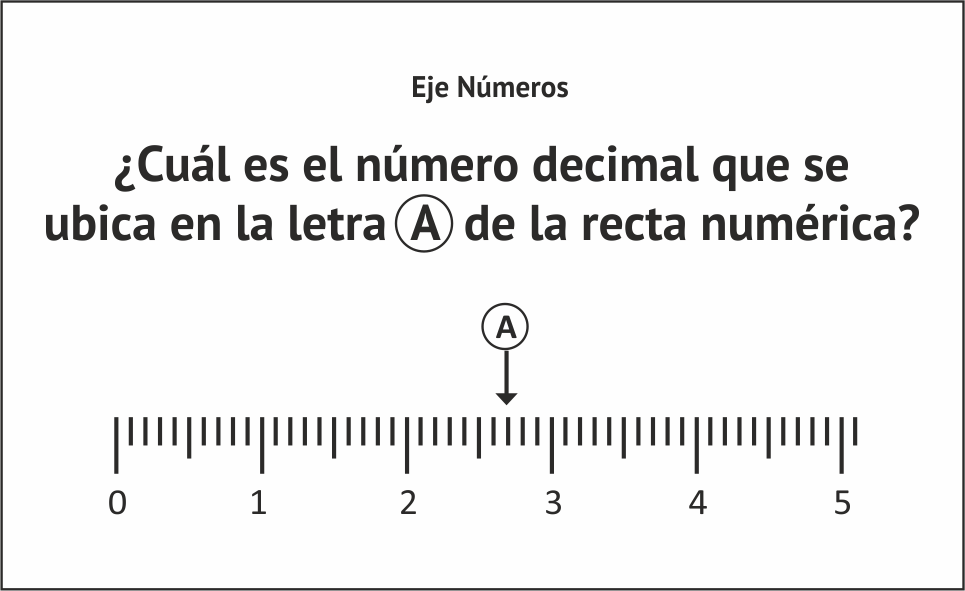 Eje Números
¿Cuál es el número decimal que se
ubica en la letra A de la recta numérica?
A
0 1 2 3 4 5